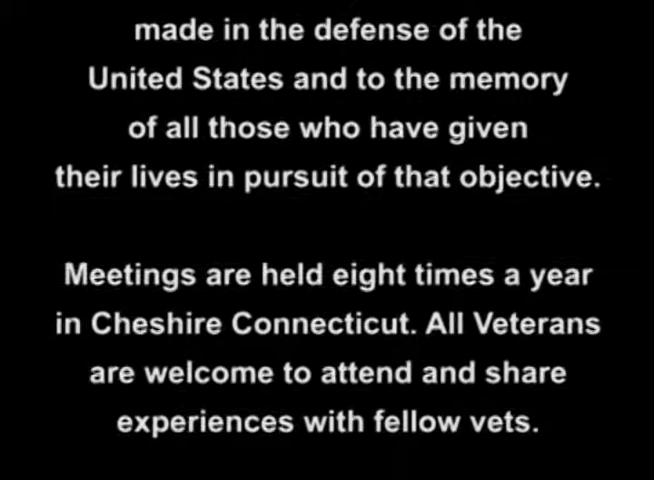 made in the defense of the
United States and to the memory
of all those who have given
their lives in pursuit of that objective.
Meetings are held eight times a year
in Cheshire Connecticut. All Veterans
are welcome to attend and share
experiences with fellow vets.